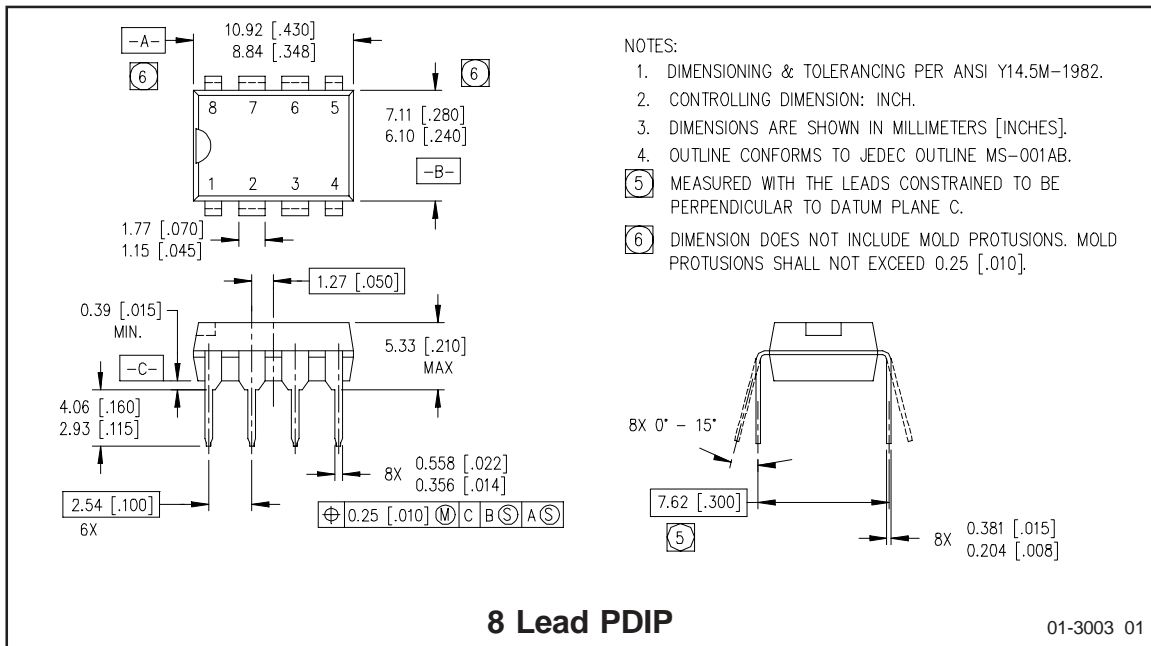 -A-
10.92 [.430]
8.84 [.348]
6
6
8 7 6 5
1 2 3 4
7.11 [.280]
6.10 [.240]
-B-
1.77 [.070]
1.15 [.045]
1.27 [.050]
0.39 [.015]
MIN.
-C-
5.33 [.210]
MAX
4.06 [.160]
2.93 [.115]
2.54 [.100]
6X
8X 0.558 [.022]
0.356 [.014]
⌖ 0.25 [.010] Ⓜ C B Ⓢ A Ⓢ
NOTES:
1. DIMENSIONING & TOLERANCING PER ANSI Y14.5M-1982.
2. CONTROLLING DIMENSION: INCH.
3. DIMENSIONS ARE SHOWN IN MILLIMETERS [INCHES].
4. OUTLINE CONFORMS TO JEDEC OUTLINE MS-001AB.
5 MEASURED WITH THE LEADS CONSTRAINED TO BE
PERPENDICULAR TO DATUM PLANE C.
6 DIMENSION DOES NOT INCLUDE MOLD PROTUSIONS. MOLD
PROTUSIONS SHALL NOT EXCEED 0.25 [.010].
8X 0° - 15°
7.62 [.300]
5
8X 0.381 [.015]
0.204 [.008]
8 Lead PDIP
01-3003 01